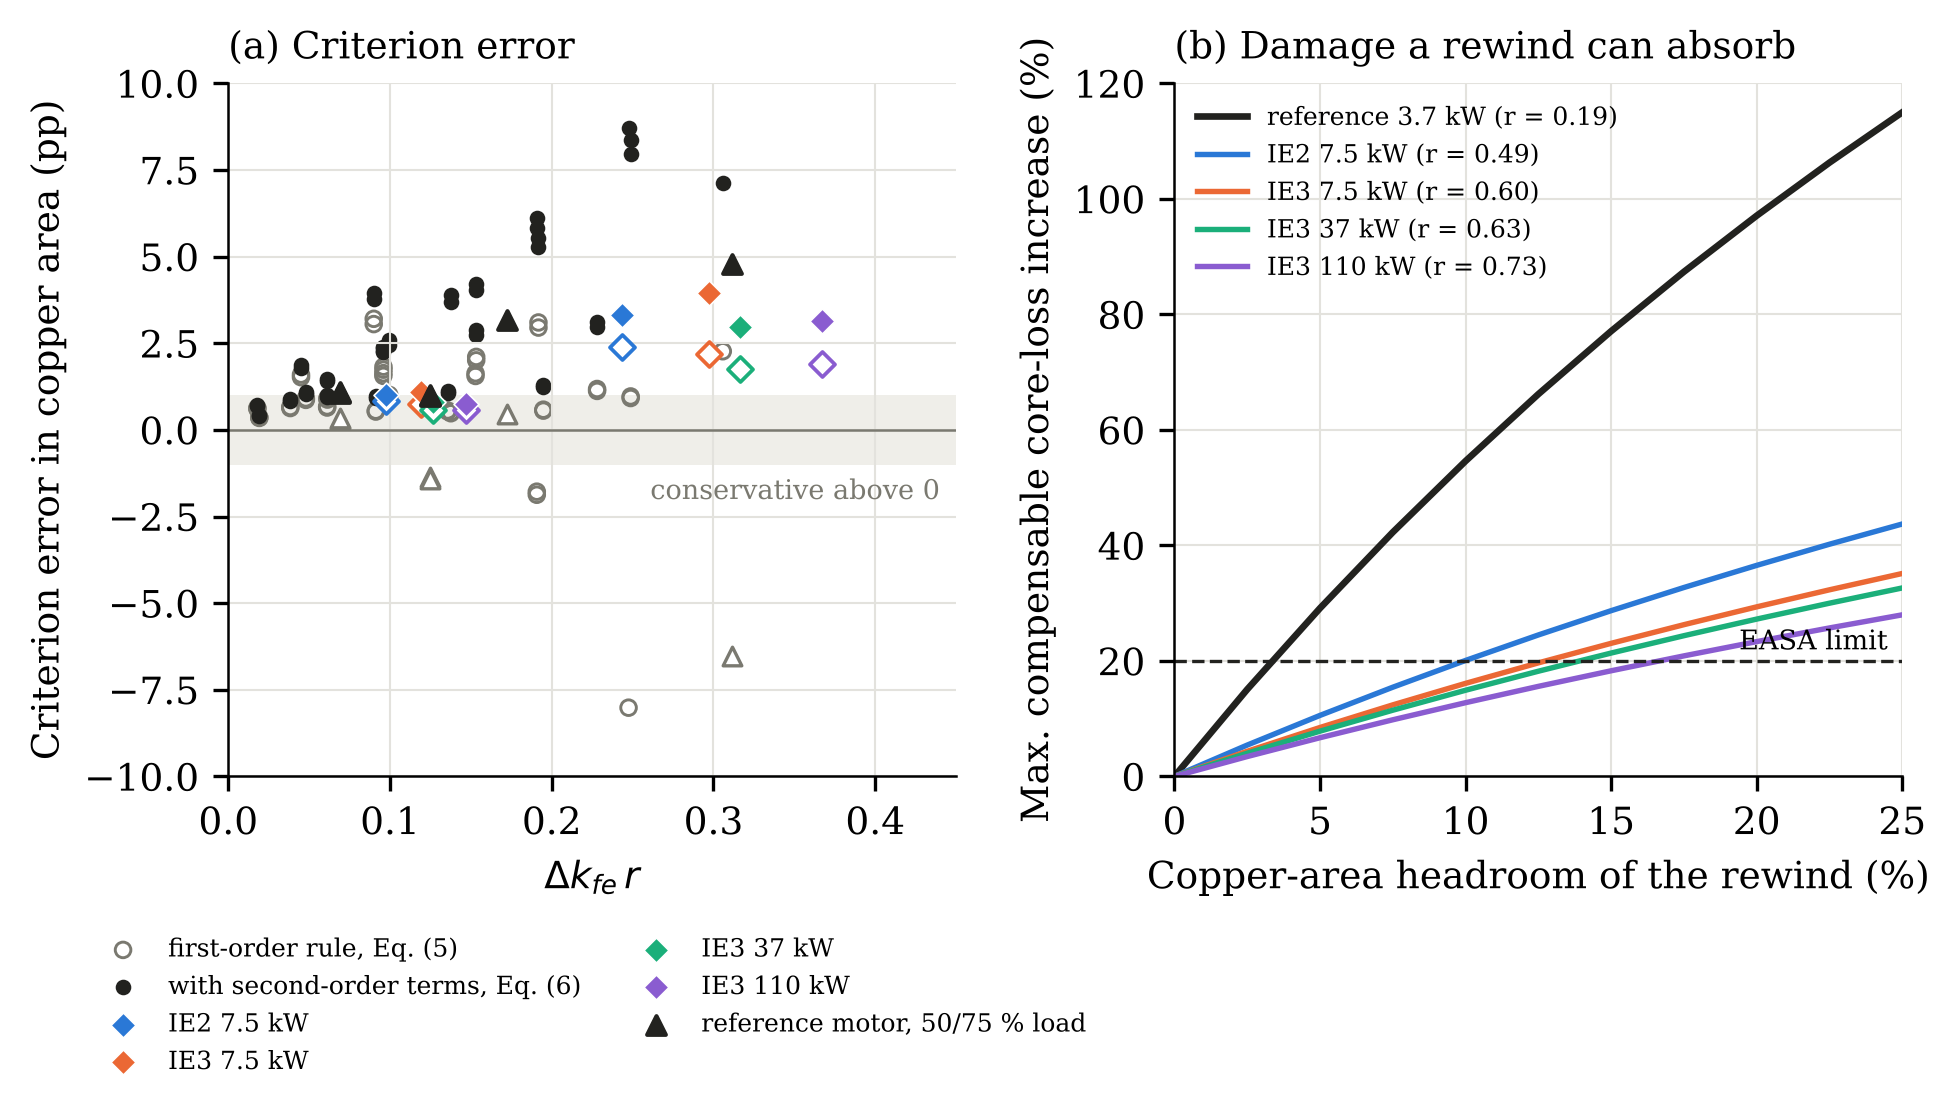 (a) Criterion error
Criterion error in copper area (pp)
10.0
7.5
5.0
2.5
0.0
−2.5
−5.0
−7.5
−10.0
conservative above 0
0.0 0.1 0.2 0.3 0.4
Δk_fe r
(b) Damage a rewind can absorb
Max. compensable core-loss increase (%)
120
100
80
60
40
20
0
reference 3.7 kW (r = 0.19)
IE2 7.5 kW (r = 0.49)
IE3 7.5 kW (r = 0.60)
IE3 37 kW (r = 0.63)
IE3 110 kW (r = 0.73)
EASA limit
0 5 10 15 20 25
Copper-area headroom of the rewind (%)
first-order rule, Eq. (5)
with second-order terms, Eq. (6)
IE2 7.5 kW
IE3 7.5 kW
IE3 37 kW
IE3 110 kW
reference motor, 50/75 % load